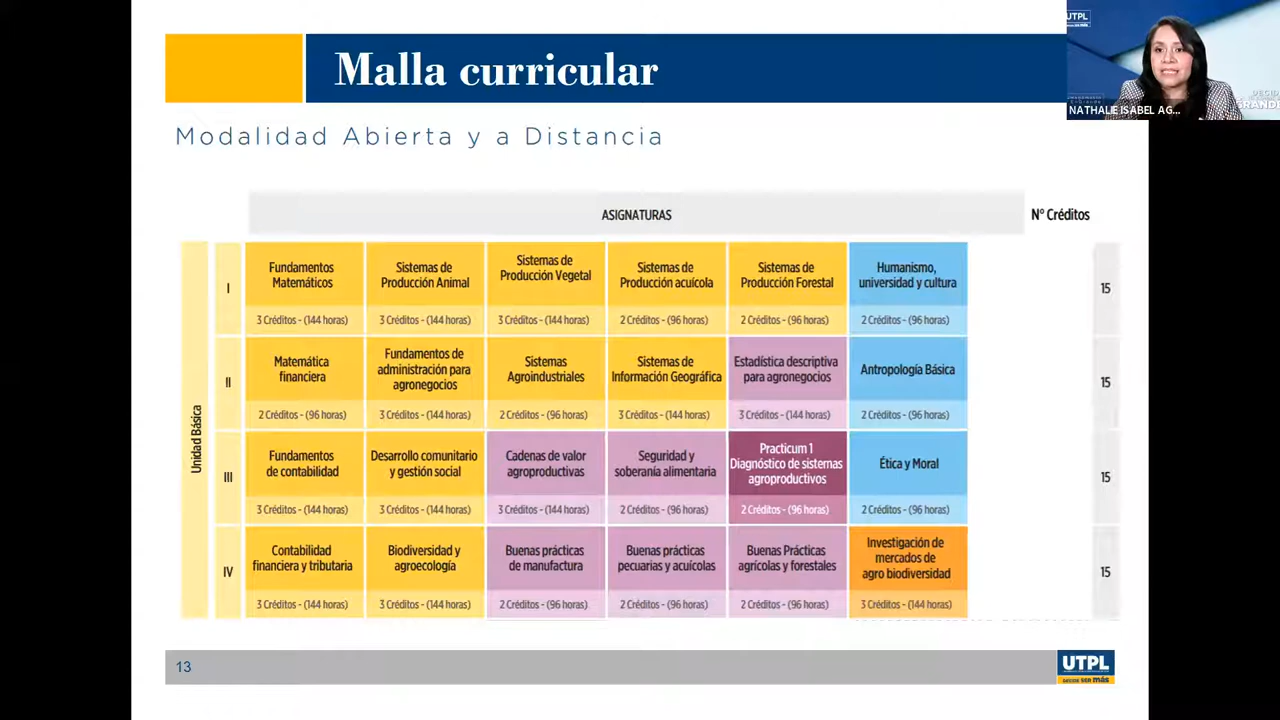 Malla curricular
UTPL
NATHALIE ISABEL AG...
DECID
GRANDE
Modalidad Abierta y a Distancia
ASIGNATURAS
N° Créditos
Unidad Básica
I
Fundamentos
Matemáticos
3 Créditos - (144 horas)
Sistemas de
Producción Animal
3 Créditos - (144 horas)
Sistemas de
Producción Vegetal
3 Créditos - (144 horas)
Sistemas de
Producción acuícola
2 Créditos - (96 horas)
Sistemas de
Producción Forestal
2 Créditos - (96 horas)
Humanismo,
universidad y cultura
2 Créditos - (96 horas)
15
II
Matemática
financiera
2 Créditos - (96 horas)
Fundamentos de
administración para
agronegocios
3 Créditos - (144 horas)
Sistemas
Agroindustriales
2 Créditos - (96 horas)
Sistemas de
Información Geográfica
3 Créditos - (144 horas)
Estadística descriptiva
para agronegocios
3 Créditos - (144 horas)
Antropología Básica
2 Créditos - (96 horas)
15
III
Fundamentos
de contabilidad
3 Créditos - (144 horas)
Desarrollo comunitario
y gestión social
3 Créditos - (144 horas)
Cadenas de valor
agroproductivas
3 Créditos - (144 horas)
Seguridad y
soberanía alimentaria
2 Créditos - (96 horas)
Practicum 1
Diagnóstico de sistemas
agroproductivos
2 Créditos - (96 horas)
Ética y Moral
2 Créditos - (96 horas)
15
IV
Contabilidad
financiera y tributaria
3 Créditos - (144 horas)
Biodiversidad y
agroecología
3 Créditos - (144 horas)
Buenas prácticas
de manufactura
2 Créditos - (96 horas)
Buenas prácticas
pecuarias y acuícolas
2 Créditos - (96 horas)
Buenas Prácticas
agrícolas y forestales
2 Créditos - (96 horas)
Investigación de
mercados de
agro biodiversidad
3 Créditos - (144 horas)
15
13
UTPL
DECIDE SER más